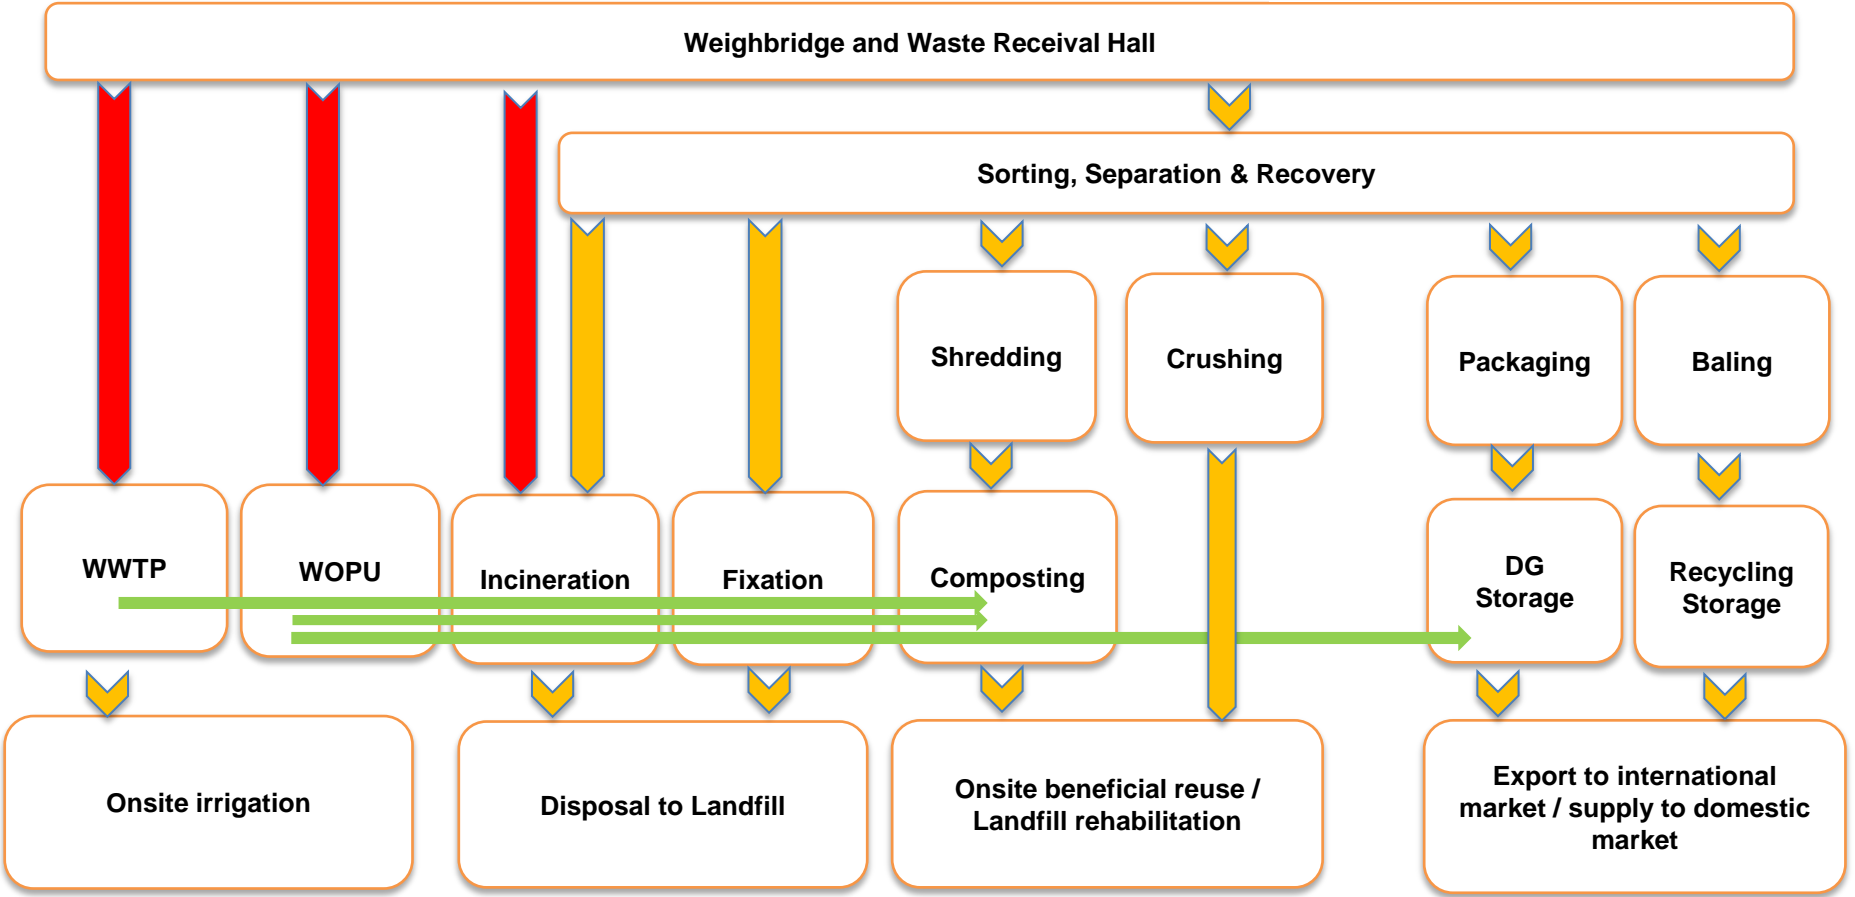 Weighbridge and Waste Receival Hall
Sorting, Separation & Recovery
Shredding
Crushing
Packaging
Baling
WWTP
WOPU
Incineration
Fixation
Composting
DG
Storage
Recycling
Storage
Onsite irrigation
Disposal to Landfill
Onsite beneficial reuse /
Landfill rehabilitation
Export to international
market / supply to domestic
market